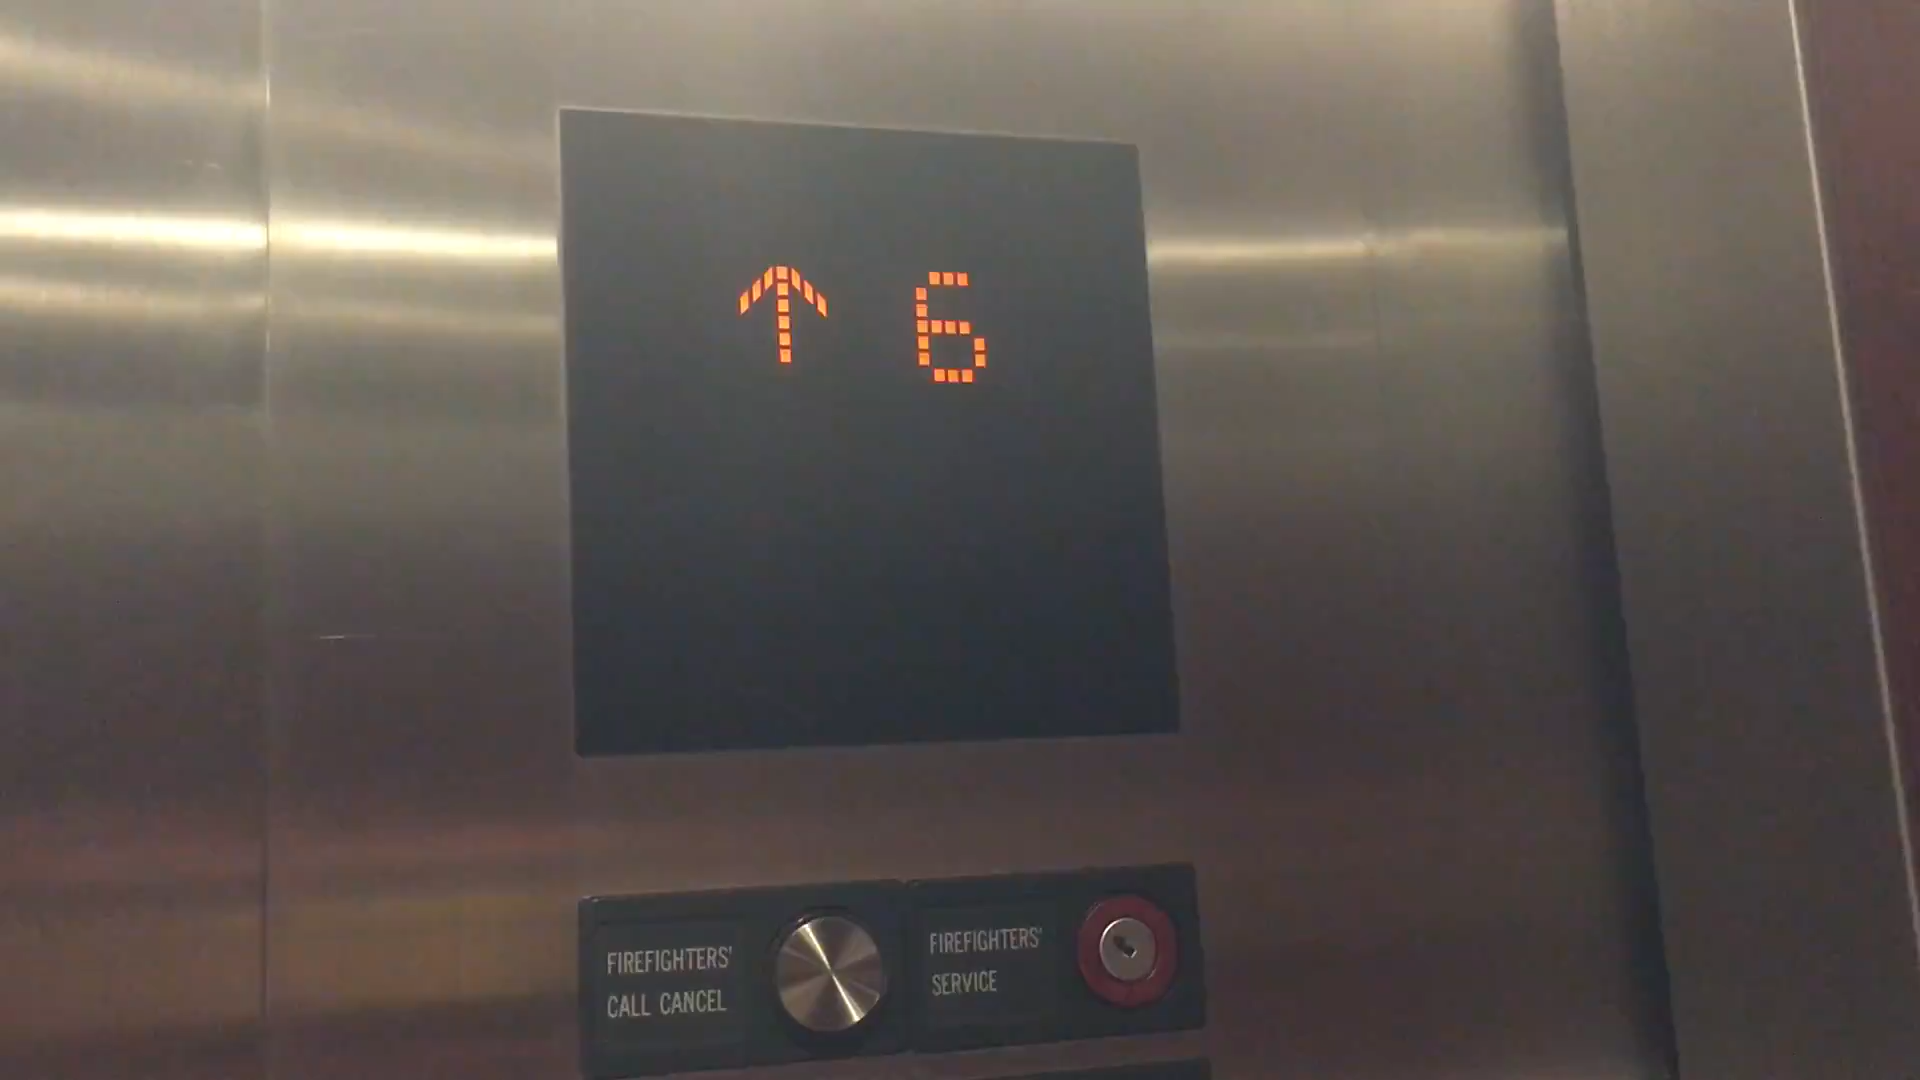 ↑ 6
FIREFIGHTERS'
CALL CANCEL
FIREFIGHTERS'
SERVICE